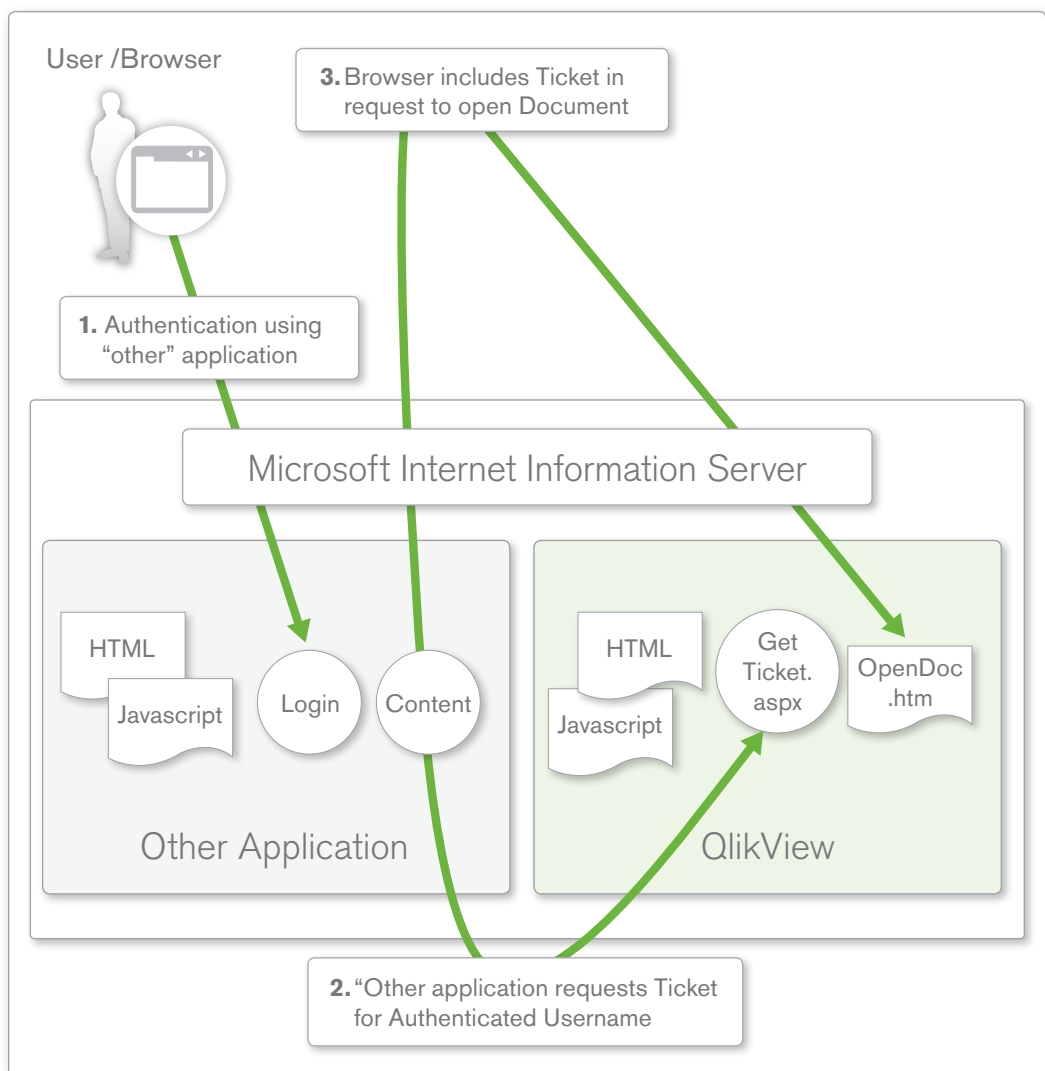 User /Browser
3. Browser includes Ticket in
request to open Document
1. Authentication using
“other” application
Microsoft Internet Information Server
HTML
Javascript
Login
Content
Other Application
HTML
Javascript
Get
Ticket.
aspx
OpenDoc
.htm
QlikView
2. “Other application requests Ticket
for Authenticated Username